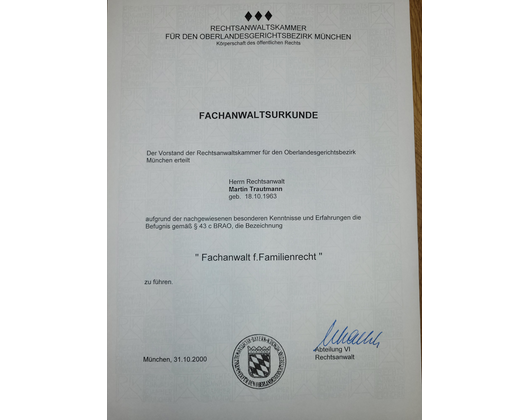 RECHTSANWALTSKAMMER
FÜR DEN OBERLANDESGERICHTSBEZIRK MÜNCHEN
Körperschaft des öffentlichen Rechts
FACHANWALTSURKUNDE
Der Vorstand der Rechtsanwaltskammer für den Oberlandesgerichtsbezirk
München erteilt
Herrn Rechtsanwalt
Martin Trautmann
geb. 18.10.1963
aufgrund der nachgewiesenen besonderen Kenntnisse und Erfahrungen die
Befugnis gemäß § 43 c BRAO, die Bezeichnung
" Fachanwalt f.Familienrecht "
zu führen.
München, 31.10.2000
Abteilung VI
Rechtsanwalt